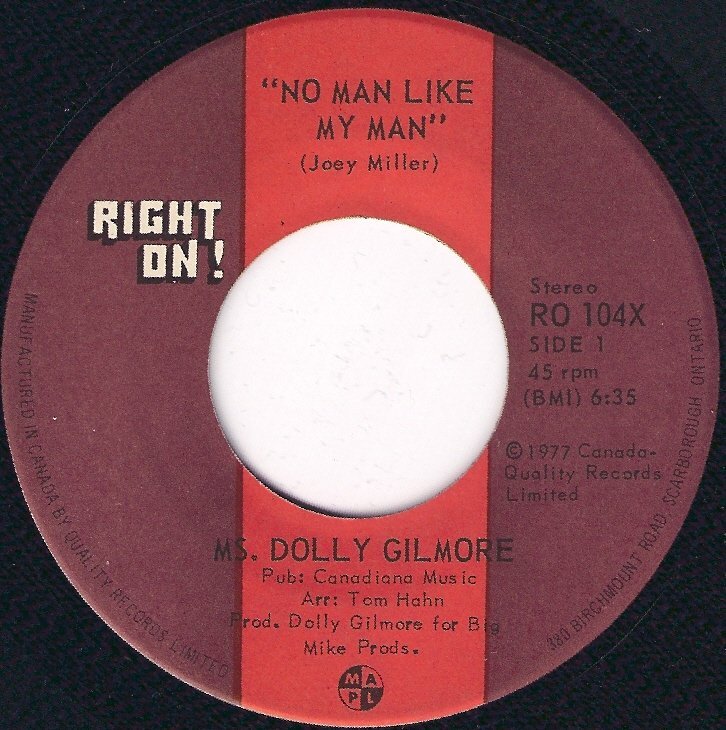 "NO MAN LIKE
MY MAN"
(Joey Miller)
RIGHT
ON!
Stereo
RO 104X
SIDE 1
45 rpm
(BMI) 6:35
©1977 Canada-
Quality Records
Limited
MS. DOLLY GILMORE
Pub: Canadiana Music
Arr: Tom Hahn
Prod. Dolly Gilmore for Big
Mike Prods.
MAPL
MANUFACTURED IN CANADA BY QUALITY RECORDS LIMITED
380 BIRCHMOUNT ROAD, SCARBOROUGH ONTARIO